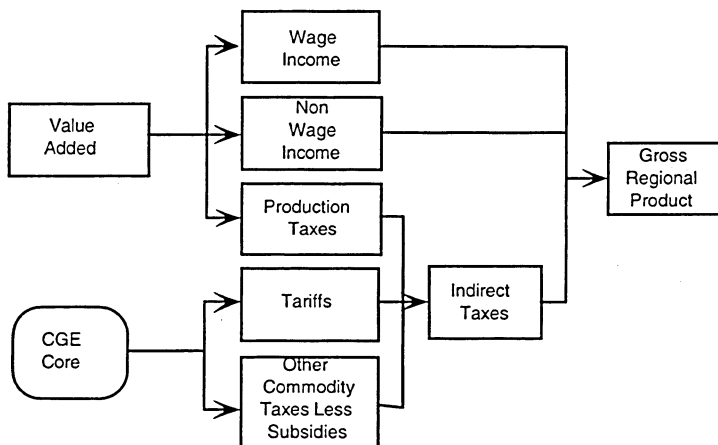 Wage
Income
Value
Added
Non
Wage
Income
Gross
Regional
Product
Production
Taxes
CGE
Core
Tariffs
Indirect
Taxes
Other
Commodity
Taxes Less
Subsidies